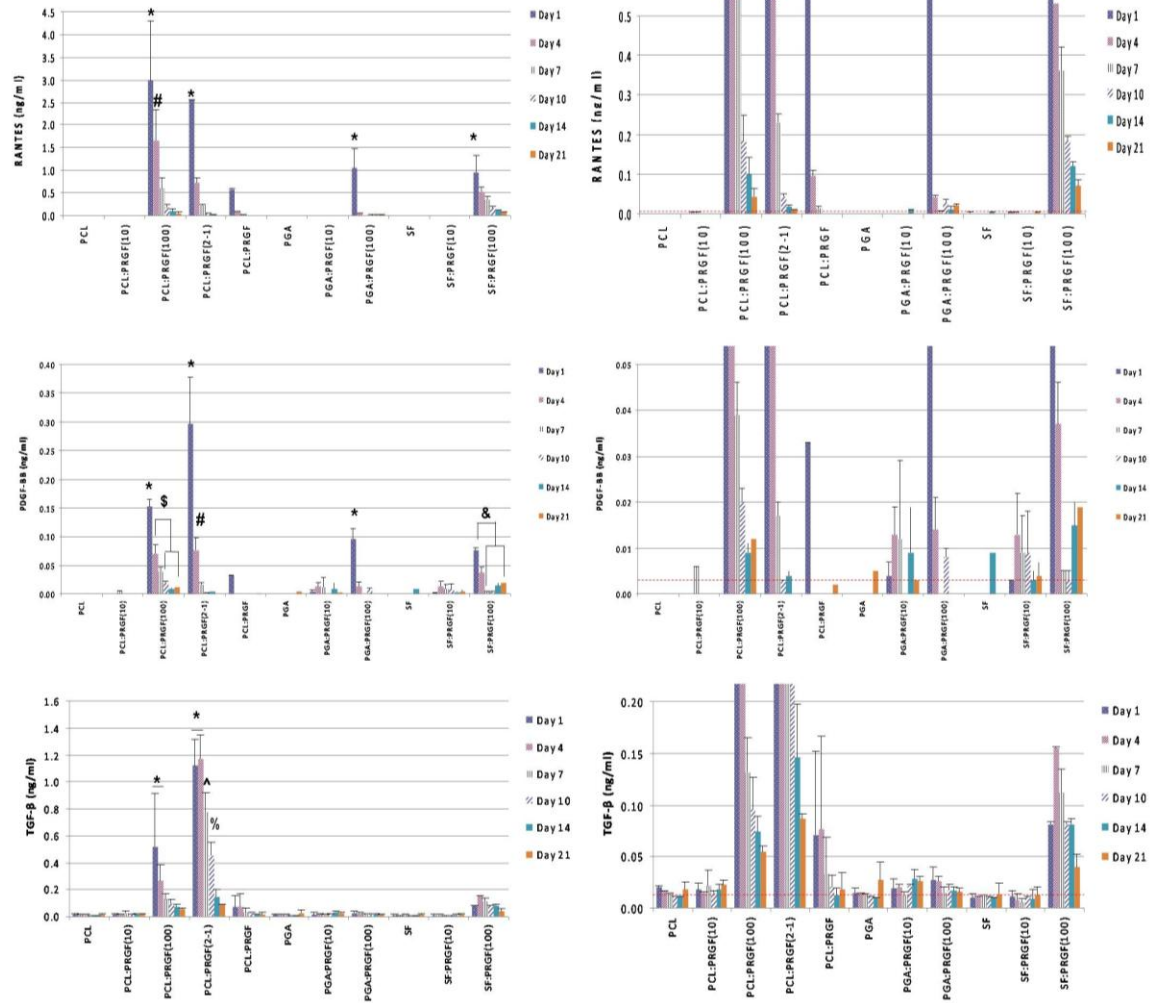 4.5
4.0
3.5
3.0
2.5
2.0
1.5
1.0
0.5
0.0
RANTES (ng/ml)
*
#
*
*
*
PCL
PCL:PRGF(10)
PCL:PRGF(100)
PCL:PRGF(2-1)
PCL:PRGF
PGA
PGA:PRGF(10)
PGA:PRGF(100)
SF
SF:PRGF(10)
SF:PRGF(100)
Day 1
Day 4
Day 7
Day 10
Day 14
Day 21
0.5
0.4
0.3
0.2
0.1
0.0
RANTES (ng/ml)
PCL
PCL:PRGF(10)
PCL:PRGF(100)
PCL:PRGF(2-1)
PCL:PRGF
PGA
PGA:PRGF(10)
PGA:PRGF(100)
SF
SF:PRGF(10)
SF:PRGF(100)
Day 1
Day 4
Day 7
Day 10
Day 14
Day 21
0.40
0.35
0.30
0.25
0.20
0.15
0.10
0.05
0.00
PDGF-BB (ng/ml)
*
$
*
#
*
&
PCL
PCL:PRGF(10)
PCL:PRGF(100)
PCL:PRGF(2-1)
PCL:PRGF
PGA
PGA:PRGF(10)
PGA:PRGF(100)
SF
SF:PRGF(10)
SF:PRGF(100)
Day 1
Day 4
Day 7
Day 10
Day 14
Day 21
0.05
0.04
0.03
0.02
0.01
0.00
PDGF-BB (ng/ml)
PCL
PCL:PRGF(10)
PCL:PRGF(100)
PCL:PRGF(2-1)
PCL:PRGF
PGA
PGA:PRGF(10)
PGA:PRGF(100)
SF
SF:PRGF(10)
SF:PRGF(100)
Day 1
Day 4
Day 7
Day 10
Day 14
Day 21
1.6
1.4
1.2
1.0
0.8
0.6
0.4
0.2
0.0
TGF-β (ng/ml)
*
*
^
%
PCL
PCL:PRGF(10)
PCL:PRGF(100)
PCL:PRGF(2-1)
PCL:PRGF
PGA
PGA:PRGF(10)
PGA:PRGF(100)
SF
SF:PRGF(10)
SF:PRGF(100)
Day 1
Day 4
Day 7
Day 10
Day 14
Day 21
0.20
0.15
0.10
0.05
0.00
TGF-β (ng/ml)
PCL
PCL:PRGF(10)
PCL:PRGF(100)
PCL:PRGF(2-1)
PCL:PRGF
PGA
PGA:PRGF(10)
PGA:PRGF(100)
SF
SF:PRGF(10)
SF:PRGF(100)
Day 1
Day 4
Day 7
Day 10
Day 14
Day 21